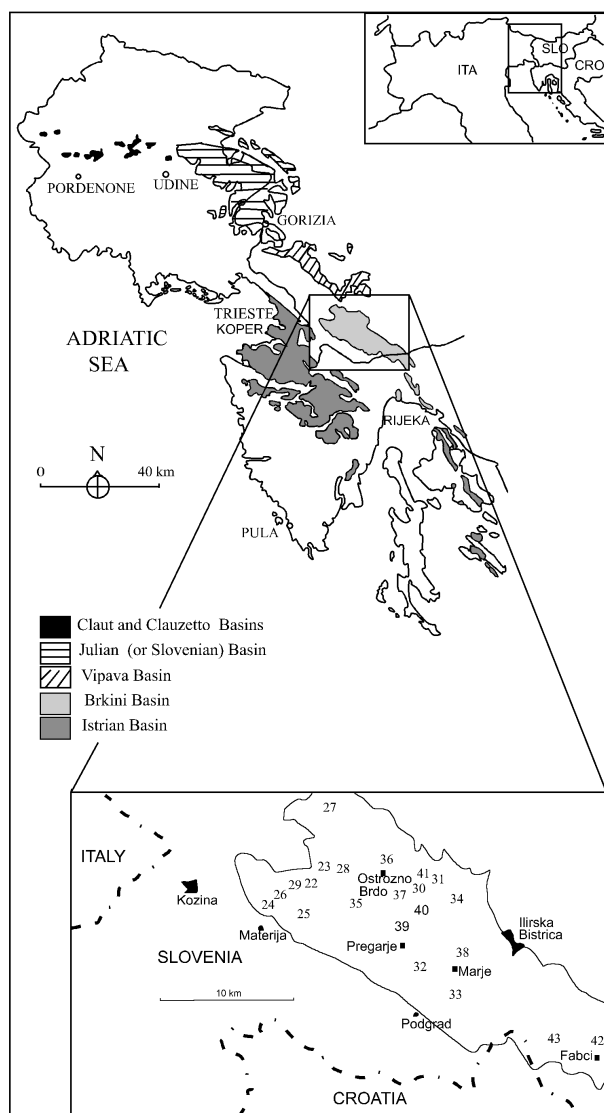 SLO
ITA
CRO
PORDENONE
UDINE
GORIZIA
TRIESTE
KOPER
ADRIATIC
SEA
RIJEKA
N
0
40 km
PULA
Claut and Clauzetto Basins
Julian (or Slovenian) Basin
Vipava Basin
Brkini Basin
Istrian Basin
27
ITALY
36
23
28
41
Ostrozno
Brdo
31
29
22
30
Kozina
26
37
34
24
35
25
40
39
Ilirska
Bistrica
Materija
Pregarje
SLOVENIA
38
32
Marje
10 km
33
Podgrad
43
42
Fabci
CROATIA